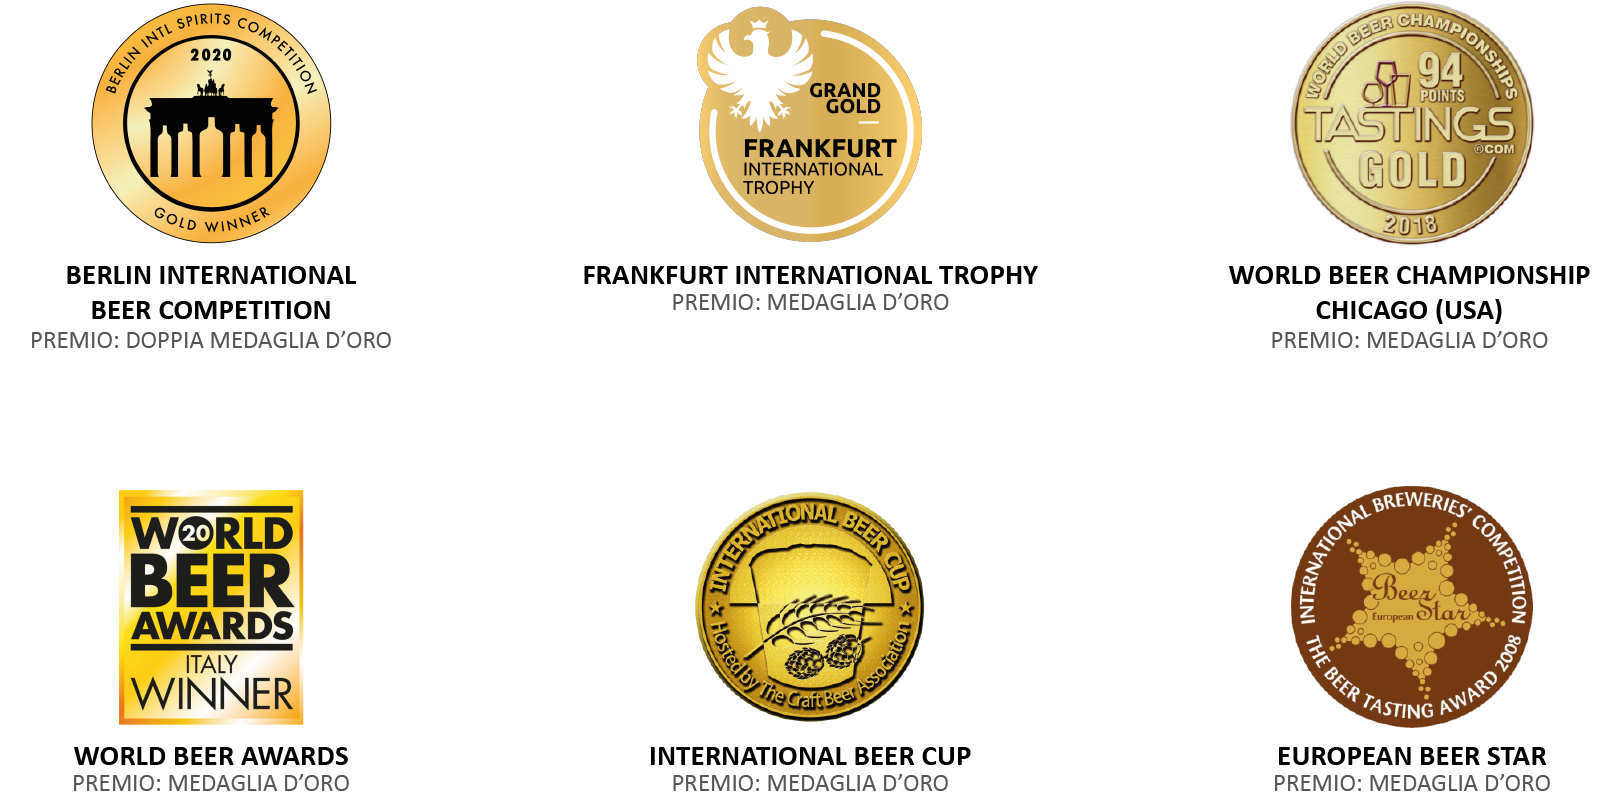 BERLIN INTL SPIRITS COMPETITION
2020
GOLD WINNER
BERLIN INTERNATIONAL
BEER COMPETITION
PREMIO: DOPPIA MEDAGLIA D’ORO
GRAND
GOLD
FRANKFURT
INTERNATIONAL
TROPHY
FRANKFURT INTERNATIONAL TROPHY
PREMIO: MEDAGLIA D’ORO
WORLD BEER CHAMPIONSHIPS
94
POINTS
TASTINGS
®COM
GOLD
2018
WORLD BEER CHAMPIONSHIP
CHICAGO (USA)
PREMIO: MEDAGLIA D’ORO
WORLD
20
BEER
AWARDS
ITALY
WINNER
WORLD BEER AWARDS
PREMIO: MEDAGLIA D’ORO
INTERNATIONAL BEER CUP
Hosted by The Craft Beer Association
INTERNATIONAL BEER CUP
PREMIO: MEDAGLIA D’ORO
INTERNATIONAL BREWERIES’ COMPETITION
Beer
European Star
THE BEER TASTING AWARD 2008
EUROPEAN BEER STAR
PREMIO: MEDAGLIA D’ORO